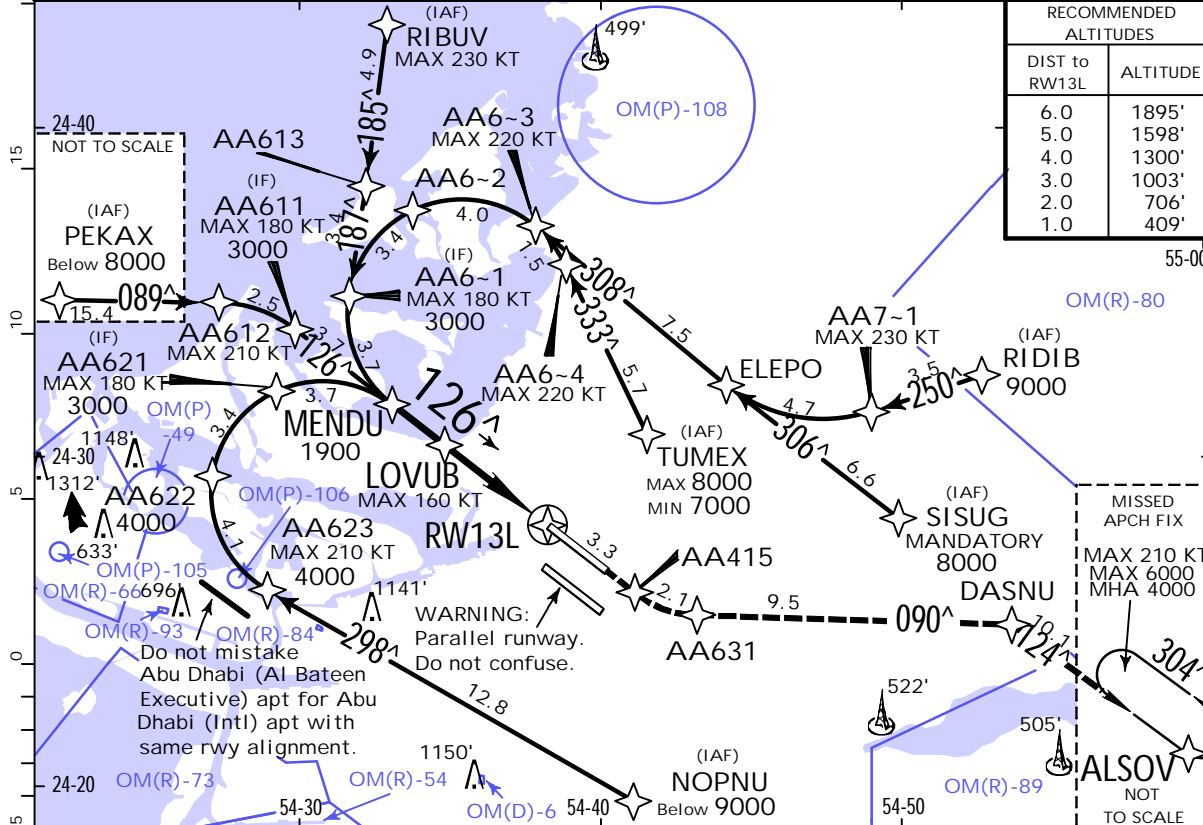 (IAF)
RIBUV
MAX 230 KT
499'
OM(P)-108
RECOMMENDED
ALTITUDES
DIST to
RW13L
ALTITUDE
6.0 1895'
5.0 1598'
4.0 1300'
3.0 1003'
2.0 706'
1.0 409'
24-40
NOT TO SCALE
(IAF)
PEKAX
Below 8000
15.4
089^
4.9
185^
AA613
3.4
187^
(IF)
AA611
MAX 180 KT
3000
AA6~3
MAX 220 KT
AA6~2
4.0
3.4
(IF)
AA6~1
MAX 180 KT
3000
1.5
308^
333^
7.5
5.7
AA6~4
MAX 220 KT
55-00
OM(R)-80
15
10
5
0
5
2.5
AA612
MAX 210 KT
3.7
126^
3.7
(IF)
AA621
MAX 180 KT
3000
3.7
3.4
OM(P)
-49
MENDU
1900
126^
LOVUB
MAX 160 KT
AA7~1
MAX 230 KT
ELEPO
4.7
3.5
250^
(IAF)
RIDIB
9000
306^
6.6
(IAF)
TUMEX
MAX 8000
MIN 7000
(IAF)
SISUG
MANDATORY
8000
1148'
24-30
1312'
AA622
4000
633'
OM(P)-106
OM(P)-105
OM(R)-66
696'
4.1
AA623
MAX 210 KT
4000
OM(R)-93
OM(R)-84
1141'
RW13L
3.3
AA415
2.1
AA631
9.5
090^
DASNU
10.1
124^
304^
MISSED
APCH FIX
MAX 210 KT
MAX 6000
MHA 4000
ALSOV
NOT
TO SCALE
WARNING:
Parallel runway.
Do not confuse.
Do not mistake
Abu Dhabi (Al Bateen
Executive) apt for Abu
Dhabi (Intl) apt with
same rwy alignment.
298^
12.8
1150'
OM(D)-6
(IAF)
NOPNU
Below 9000
522'
505'
OM(R)-89
OM(R)-73
OM(R)-54
24-20
54-30
54-40
54-50